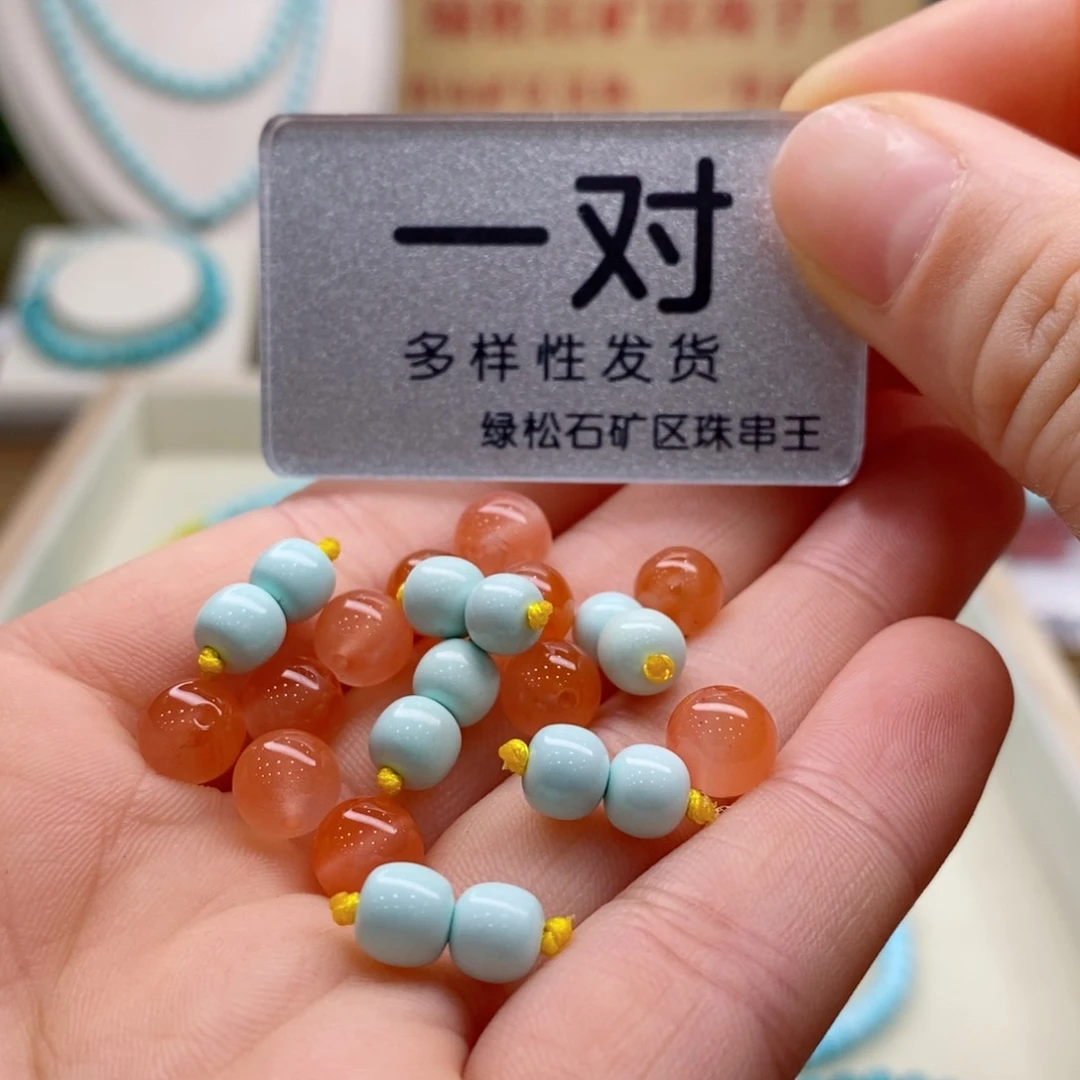 一对
多样性发货
绿松石矿区珠串王